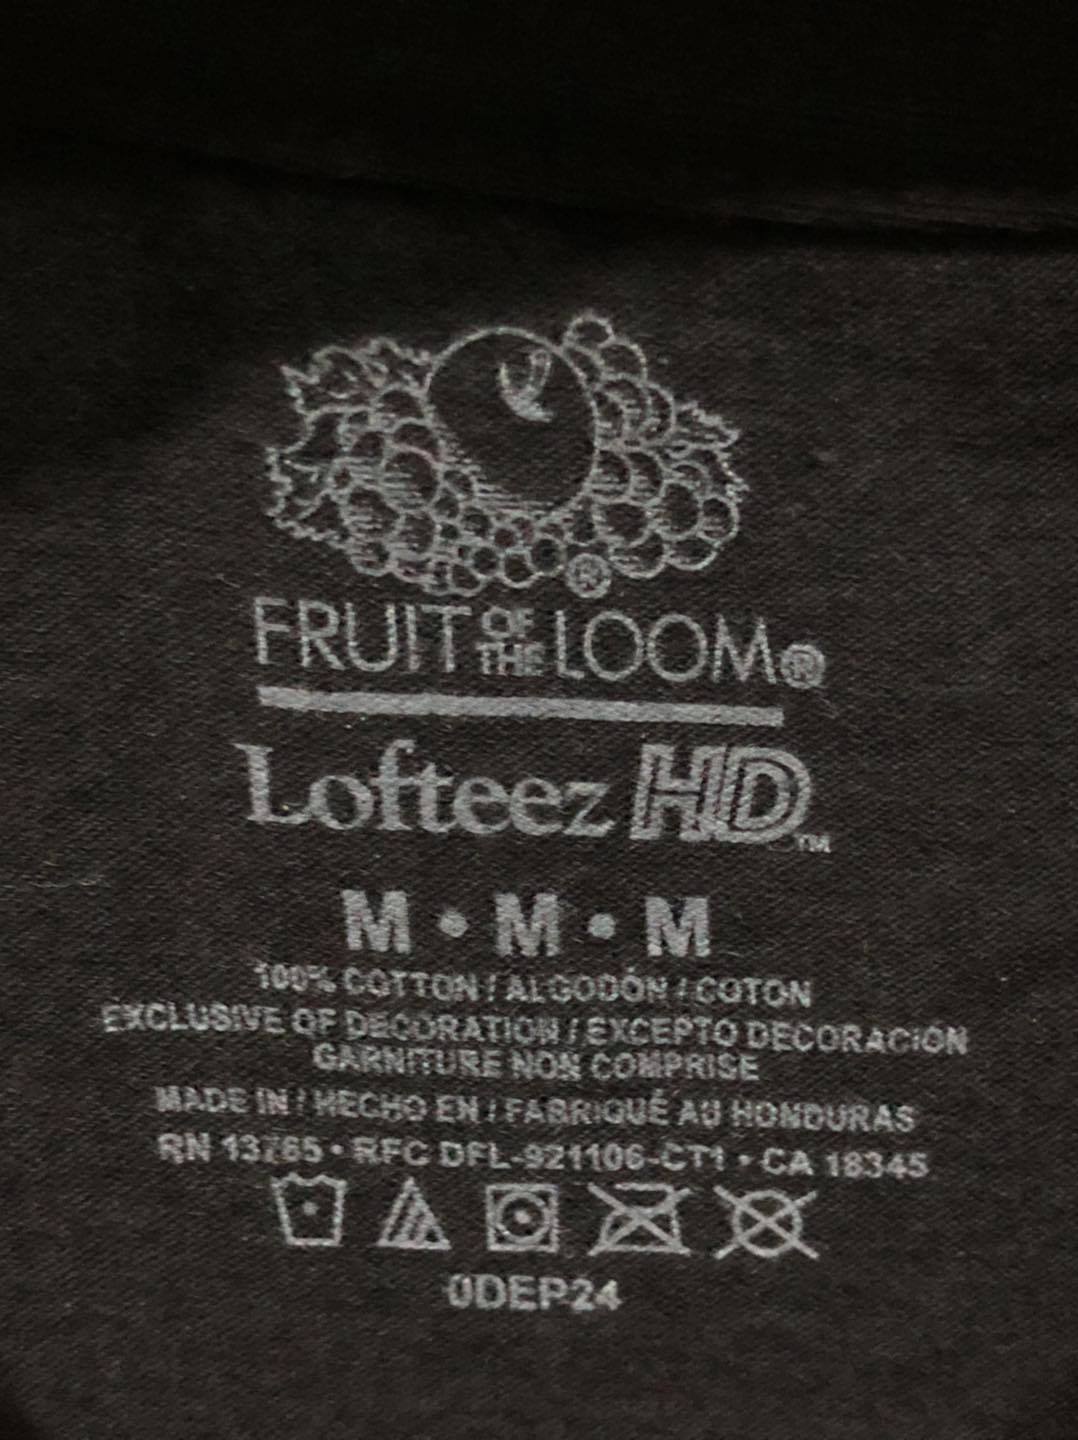 ®
FRUIT OF THE LOOM®
Lofteez HD™
M • M • M
100% COTTON / ALGODÓN / COTON
EXCLUSIVE OF DECORATION / EXCEPTO DECORACIÓN
GARNITURE NON COMPRISE
MADE IN / HECHO EN / FABRIQUÉ AU HONDURAS
RN 13765 • RFC DFL-921106-CT1 • CA 18345
0DEP24